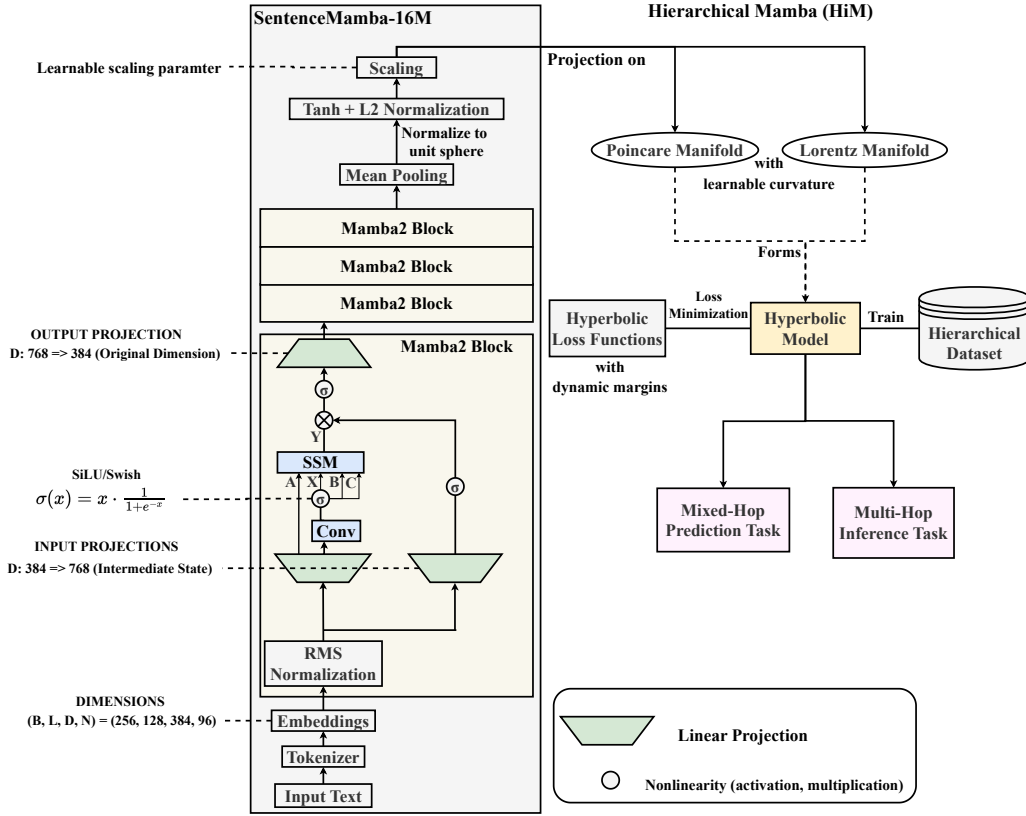 SentenceMamba-16M
Hierarchical Mamba (HiM)
Learnable scaling paramter
Scaling
Projection on
Tanh + L2 Normalization
Normalize to
unit sphere
Mean Pooling
Poincare Manifold
Lorentz Manifold
with
learnable curvature
Mamba2 Block
Mamba2 Block
Mamba2 Block
Forms
OUTPUT PROJECTION
D: 768 => 384 (Original Dimension)
Mamba2 Block
Hyperbolic
Loss Functions
with
dynamic margins
Loss
Minimization
Hyperbolic
Model
Train
Hierarchical
Dataset
σ
Y
SSM
A
X
B
C
σ
σ
SiLU/Swish
σ(x) = x · 1/(1+e^{-x})
Conv
INPUT PROJECTIONS
D: 384 => 768 (Intermediate State)
Mixed-Hop
Prediction Task
Multi-Hop
Inference Task
RMS
Normalization
DIMENSIONS
(B, L, D, N) = (256, 128, 384, 96)
Embeddings
Tokenizer
Input Text
Linear Projection
Nonlinearity (activation, multiplication)